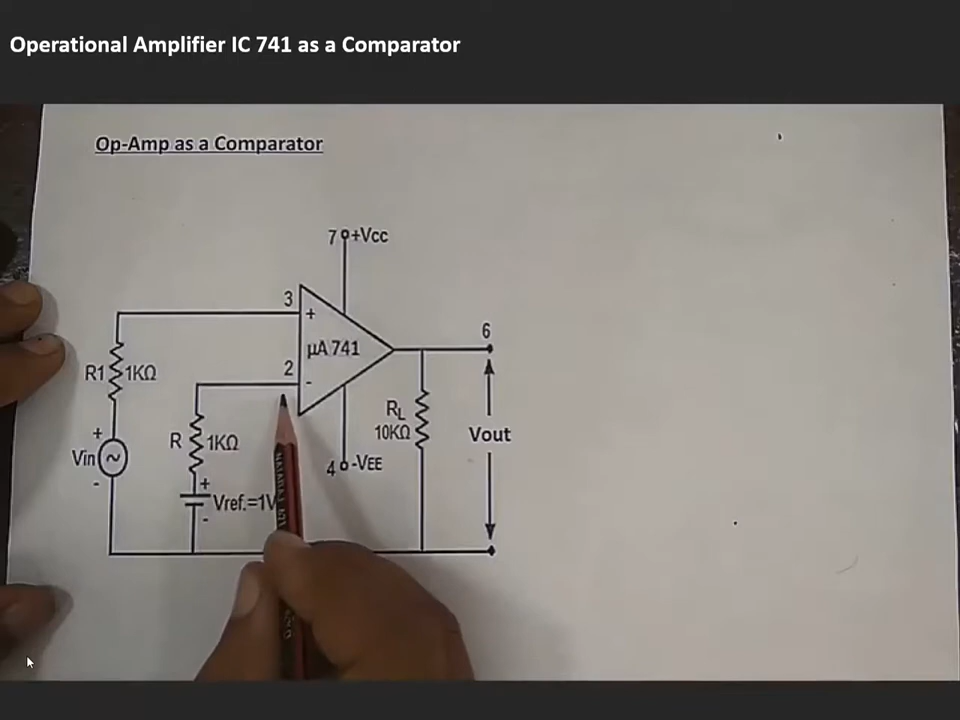 Operational Amplifier IC 741 as a Comparator
Op-Amp as a Comparator
7 +Vcc
3
+
μA 741
2
-
6
R1 1KΩ
R 1KΩ
RL
10KΩ
Vout
+
Vin ~
-
4 -VEE
+
Vref.=1V
-